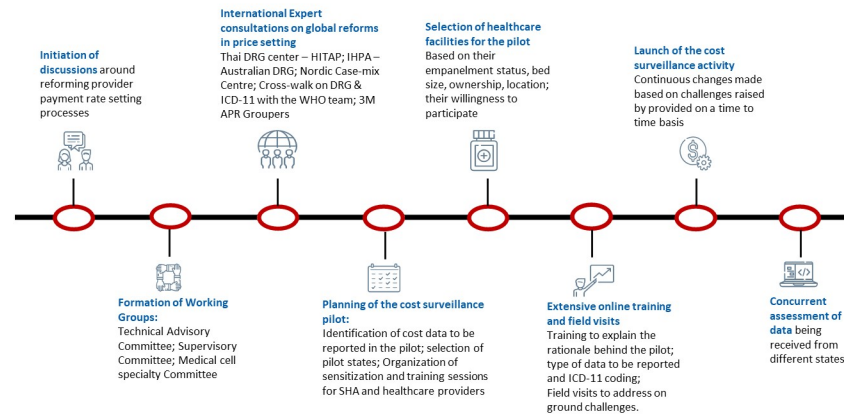 Initiation of
discussions around
reforming provider
payment rate setting
processes
International Expert
consultations on global reforms
in price setting
Thai DRG center – HITAP; IHPA –
Australian DRG; Nordic Case-mix
Centre; Cross-walk on DRG &
ICD-11 with the WHO team; 3M
APR Groupers
Selection of healthcare
facilities for the pilot
Based on their
empanelment status, bed
size, ownership, location;
their willingness to
participate
Launch of the cost
surveillance activity
Continuous changes made
based on challenges raised
by provided on a time to
time basis
Formation of Working
Groups:
Technical Advisory
Committee; Supervisory
Committee; Medical cell
specialty Committee
Planning of the cost surveillance
pilot:
Identification of cost data to be
reported in the pilot; selection of
pilot states; Organization of
sensitization and training sessions
for SHA and healthcare providers
Extensive online training
and field visits
Training to explain the
rationale behind the pilot;
type of data to be reported
and ICD-11 coding;
Field visits to address on
ground challenges.
Concurrent
assessment of
data being
received from
different states